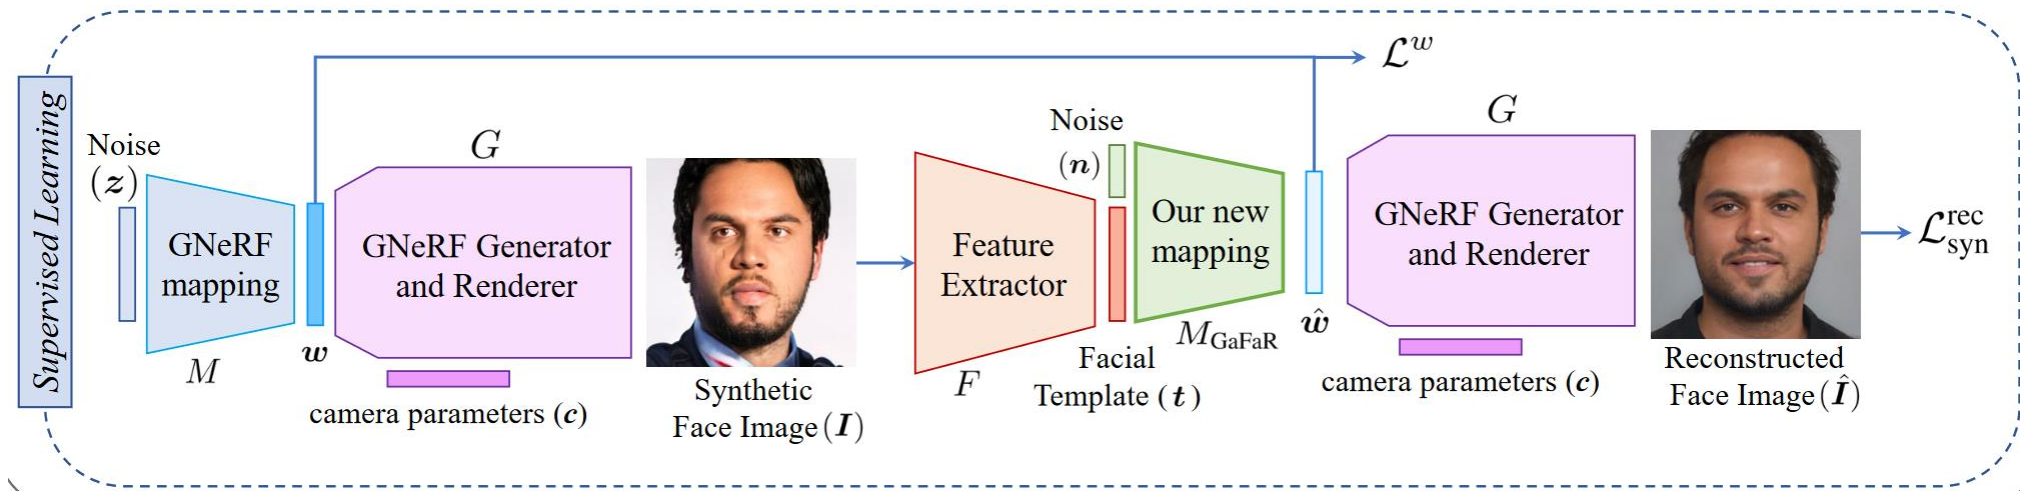 Supervised Learning
Noise
(z)
GNeRF
mapping
M
w
G
GNeRF Generator
and Renderer
camera parameters (c)
Synthetic
Face Image (I)
Feature
Extractor
F
Noise
(n)
Facial
Template (t)
Our new
mapping
M_GaFaR
ŵ
ℒ^w
G
GNeRF Generator
and Renderer
camera parameters (c)
Reconstructed
Face Image (Î)
ℒ^rec_syn